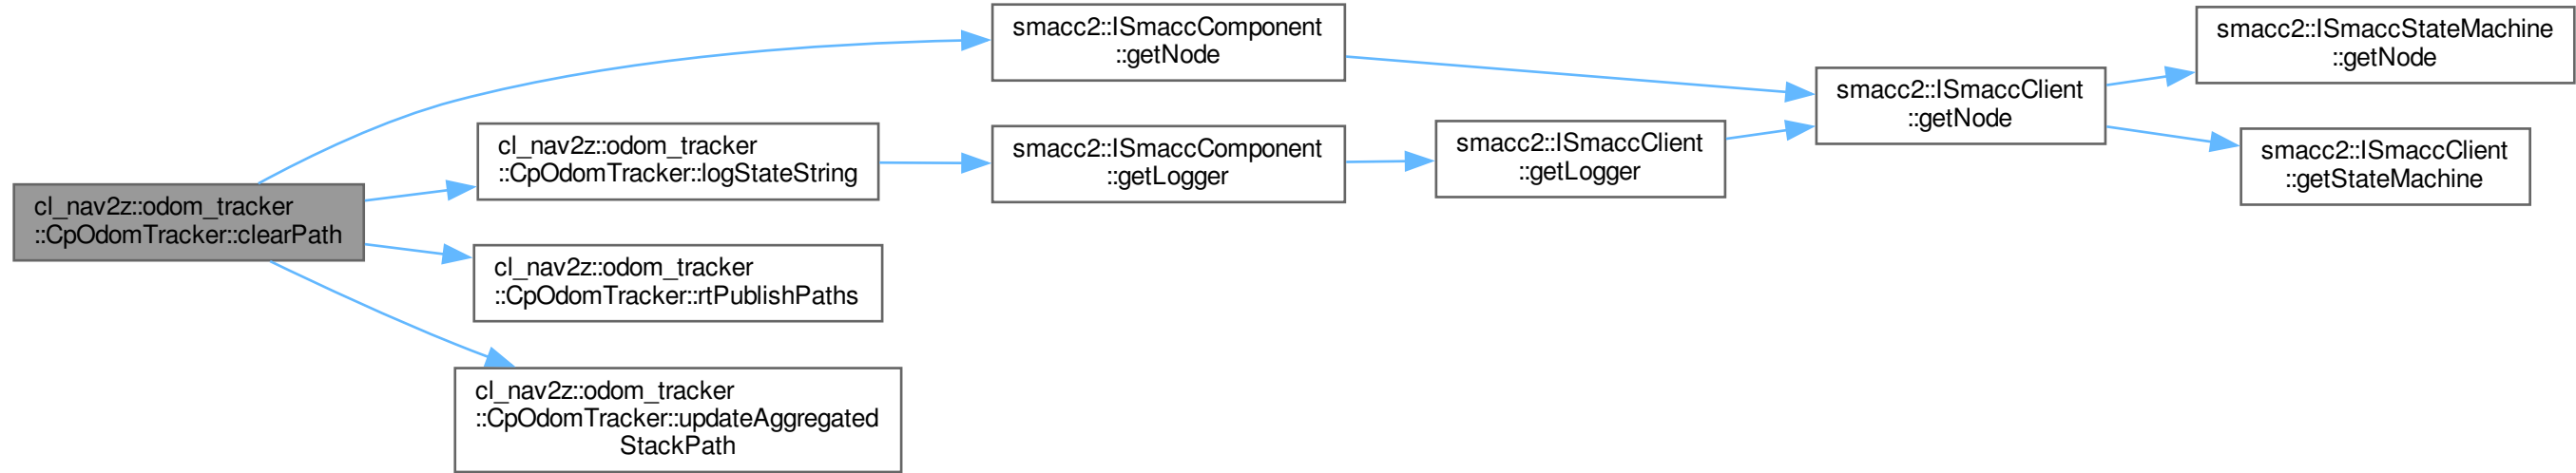 cl_nav2z::odom_tracker
::CpOdomTracker::clearPath
smacc2::ISmaccComponent
::getNode
cl_nav2z::odom_tracker
::CpOdomTracker::logStateString
cl_nav2z::odom_tracker
::CpOdomTracker::rtPublishPaths
cl_nav2z::odom_tracker
::CpOdomTracker::updateAggregated
StackPath
smacc2::ISmaccComponent
::getLogger
smacc2::ISmaccClient
::getLogger
smacc2::ISmaccClient
::getNode
smacc2::ISmaccStateMachine
::getNode
smacc2::ISmaccClient
::getStateMachine